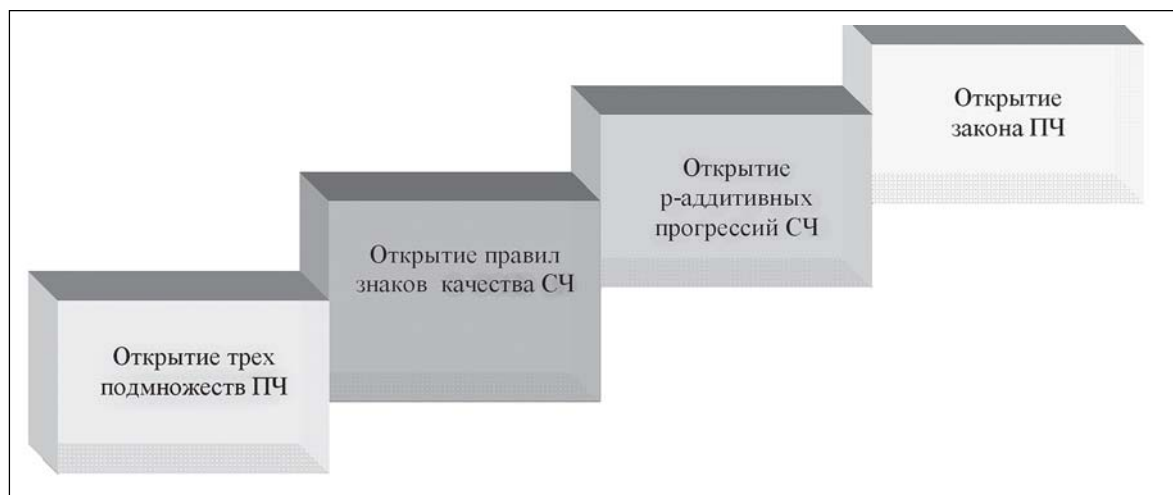 Открытие трех
подмножеств ПЧ
Открытие правил
знаков качества СЧ
Открытие
р-аддитивных
прогрессий СЧ
Открытие
закона ПЧ